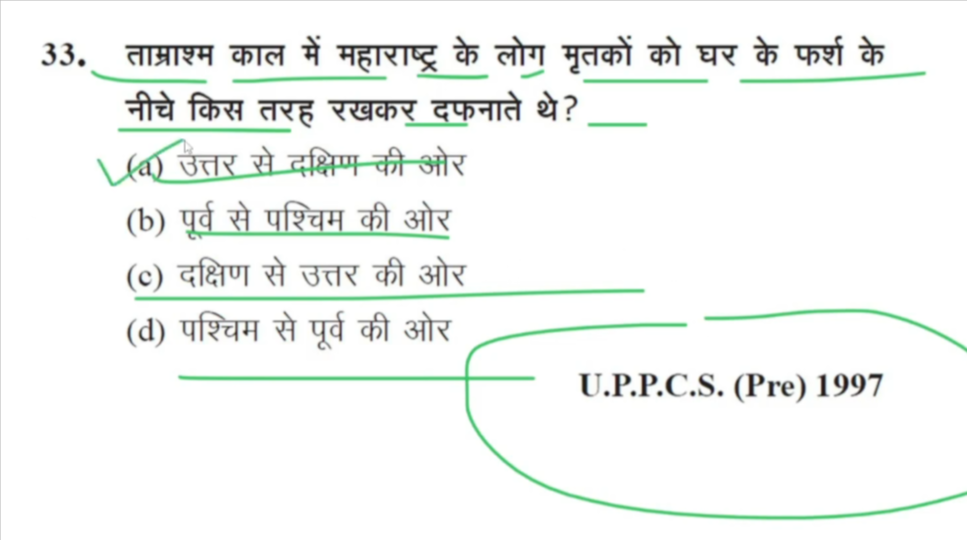 33. ताम्राश्म काल में महाराष्ट्र के लोग मृतकों को घर के फर्श के
नीचे किस तरह रखकर दफनाते थे?
(a) उत्तर से दक्षिण की ओर
(b) पूर्व से पश्चिम की ओर
(c) दक्षिण से उत्तर की ओर
(d) पश्चिम से पूर्व की ओर
U.P.P.C.S. (Pre) 1997